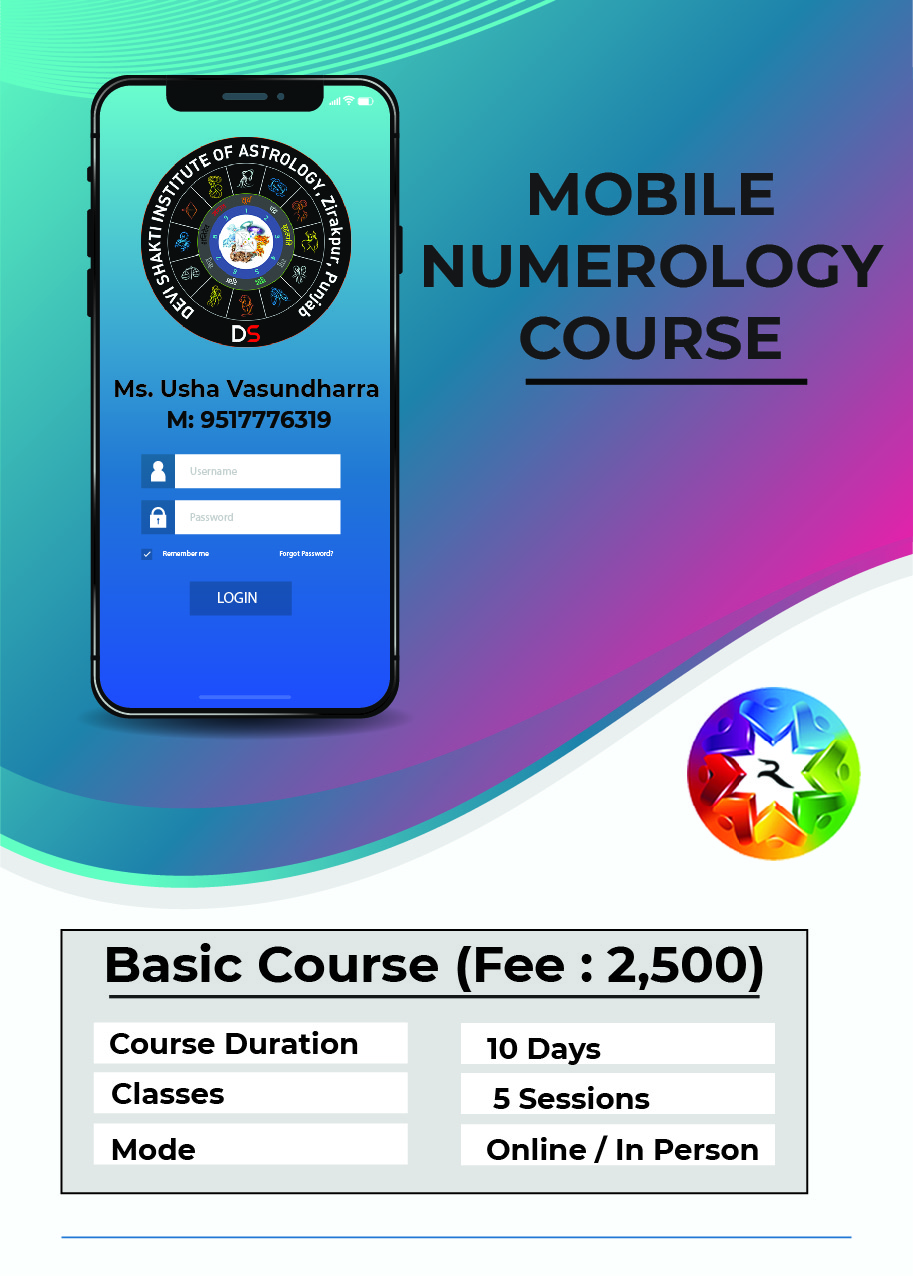 DEVI SHAKTI INSTITUTE OF ASTROLOGY, Zirakpur, Punjab
DS
Ms. Usha Vasundharra
M: 9517776319
Username
Password
Remember me
Forgot Password?
LOGIN
MOBILE
NUMEROLOGY
COURSE
Basic Course (Fee : 2,500)
Course Duration
10 Days
Classes
5 Sessions
Mode
Online / In Person